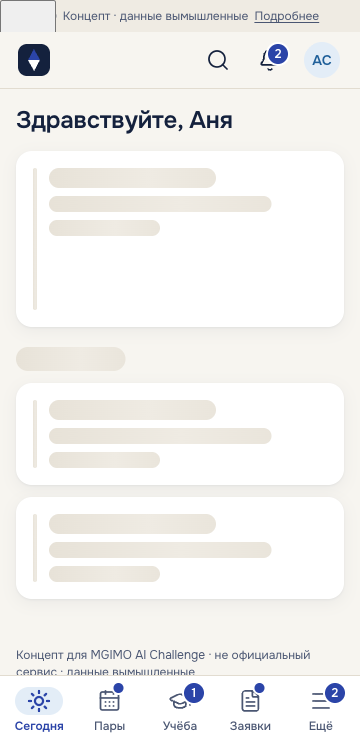 Концепт · данные вымышленные Подробнее
2
АС
Здравствуйте, Аня
Концепт для MGIMO AI Challenge · не официальный
сервис · данные вымышленные
1
2
Сегодня Пары Учёба Заявки Ещё